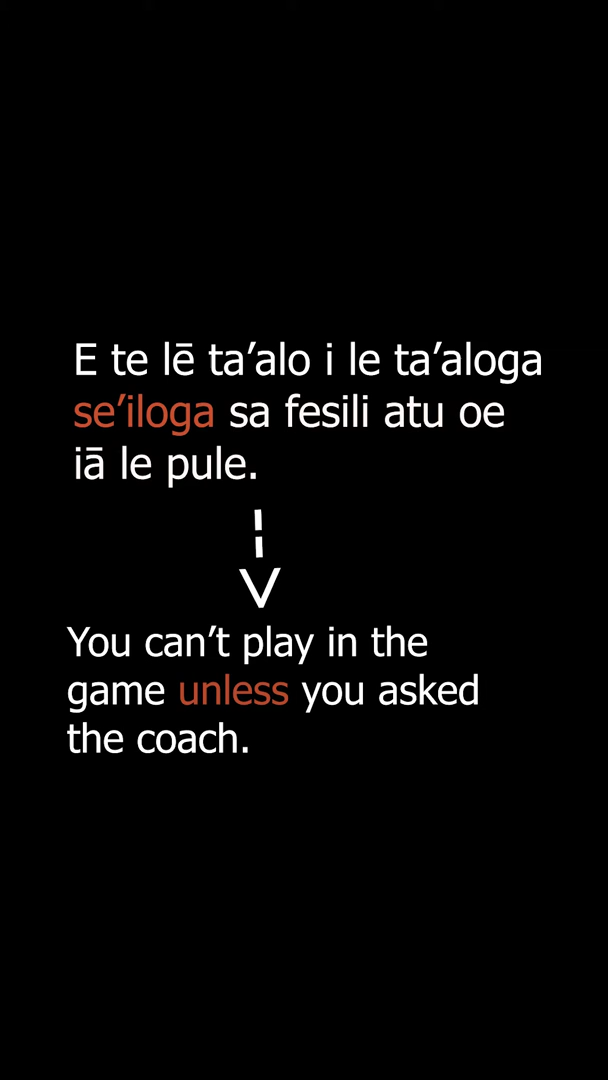 E te lē ta’alo i le ta’aloga
se’iloga sa fesili atu oe
iā le pule.
You can’t play in the
game unless you asked
the coach.